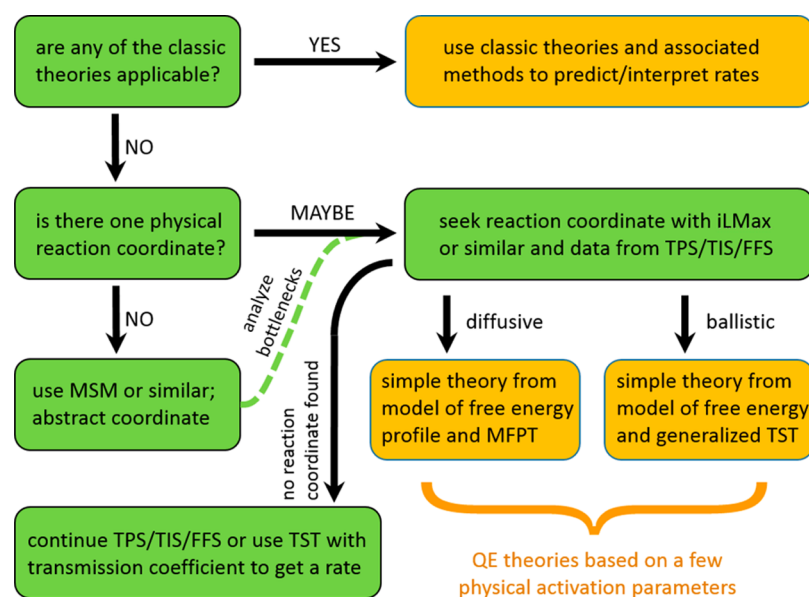 are any of the classic
theories applicable?
YES
use classic theories and associated
methods to predict/interpret rates
NO
is there one physical
reaction coordinate?
MAYBE
seek reaction coordinate with iLMax
or similar and data from TPS/TIS/FFS
analyze
bottlenecks
NO
diffusive
ballistic
use MSM or similar;
abstract coordinate
no reaction
coordinate found
simple theory from
model of free energy
profile and MFPT
simple theory from
model of free energy
and generalized TST
continue TPS/TIS/FFS or use TST with
transmission coefficient to get a rate
QE theories based on a few
physical activation parameters